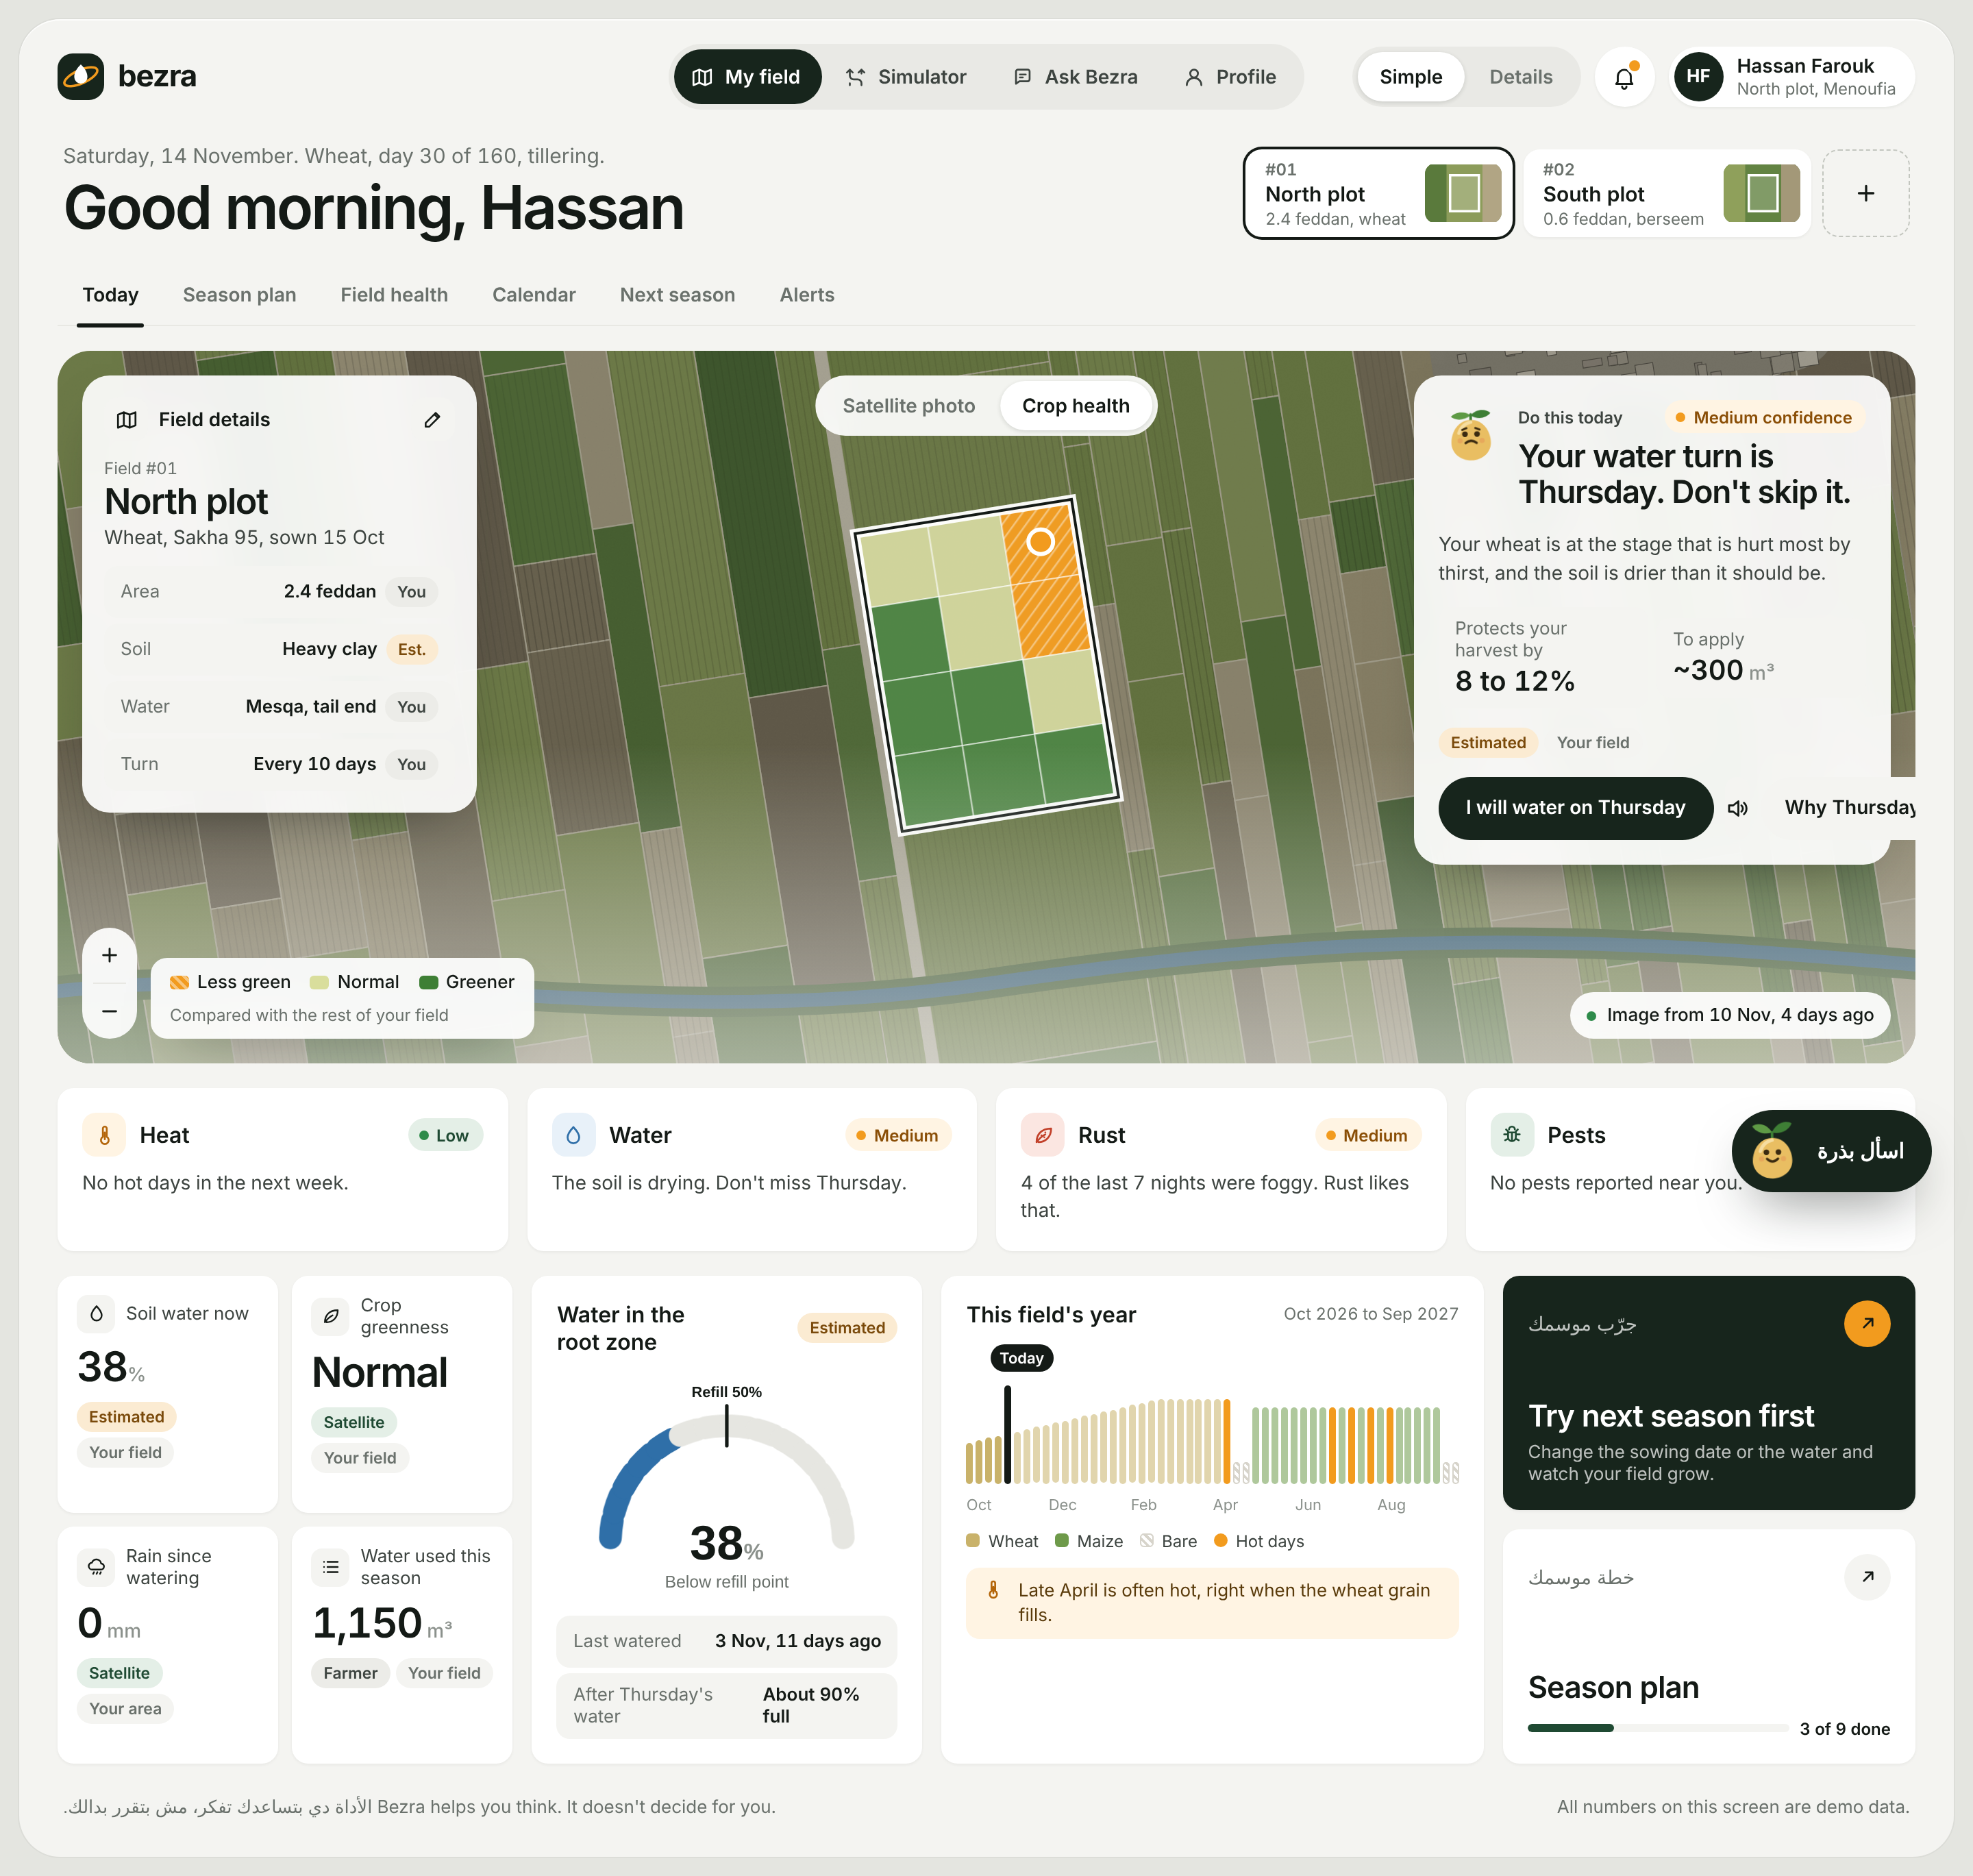 bezra
My field
Simulator
Ask Bezra
Profile
Simple
Details
HF
Hassan Farouk
North plot, Menoufia
Saturday, 14 November. Wheat, day 30 of 160, tillering.
Good morning, Hassan
#01
North plot
2.4 feddan, wheat
#02
South plot
0.6 feddan, berseem
+
Today
Season plan
Field health
Calendar
Next season
Alerts
Field details
Field #01
North plot
Wheat, Sakha 95, sown 15 Oct
Area 2.4 feddan You
Soil Heavy clay Est.
Water Mesqa, tail end You
Turn Every 10 days You
Satellite photo
Crop health
Do this today
Medium confidence
Your water turn is
Thursday. Don't skip it.
Your wheat is at the stage that is hurt most by
thirst, and the soil is drier than it should be.
Protects your
harvest by
8 to 12%
To apply
~300 m³
Estimated
Your field
I will water on Thursday
Why Thursday
+
−
Less green
Normal
Greener
Compared with the rest of your field
Image from 10 Nov, 4 days ago
Heat
Low
No hot days in the next week.
Water
Medium
The soil is drying. Don't miss Thursday.
Rust
Medium
4 of the last 7 nights were foggy. Rust likes
that.
Pests
No pests reported near you.
اسأل بذرة
Soil water now
38%
Estimated
Your field
Crop
greenness
Normal
Satellite
Your field
Rain since
watering
0 mm
Satellite
Your area
Water used this
season
1,150 m³
Farmer
Your field
Water in the
root zone
Estimated
Refill 50%
38%
Below refill point
Last watered 3 Nov, 11 days ago
After Thursday's
water
About 90%
full
This field's year
Oct 2026 to Sep 2027
Today
Oct Dec Feb Apr Jun Aug
Wheat
Maize
Bare
Hot days
Late April is often hot, right when the wheat grain
fills.
جرّب موسمك
Try next season first
Change the sowing date or the water and
watch your field grow.
خطة موسمك
Season plan
3 of 9 done
الأداة دي بتساعدك تفكر، مش بتقرر بدالك. Bezra helps you think. It doesn't decide for you.
All numbers on this screen are demo data.